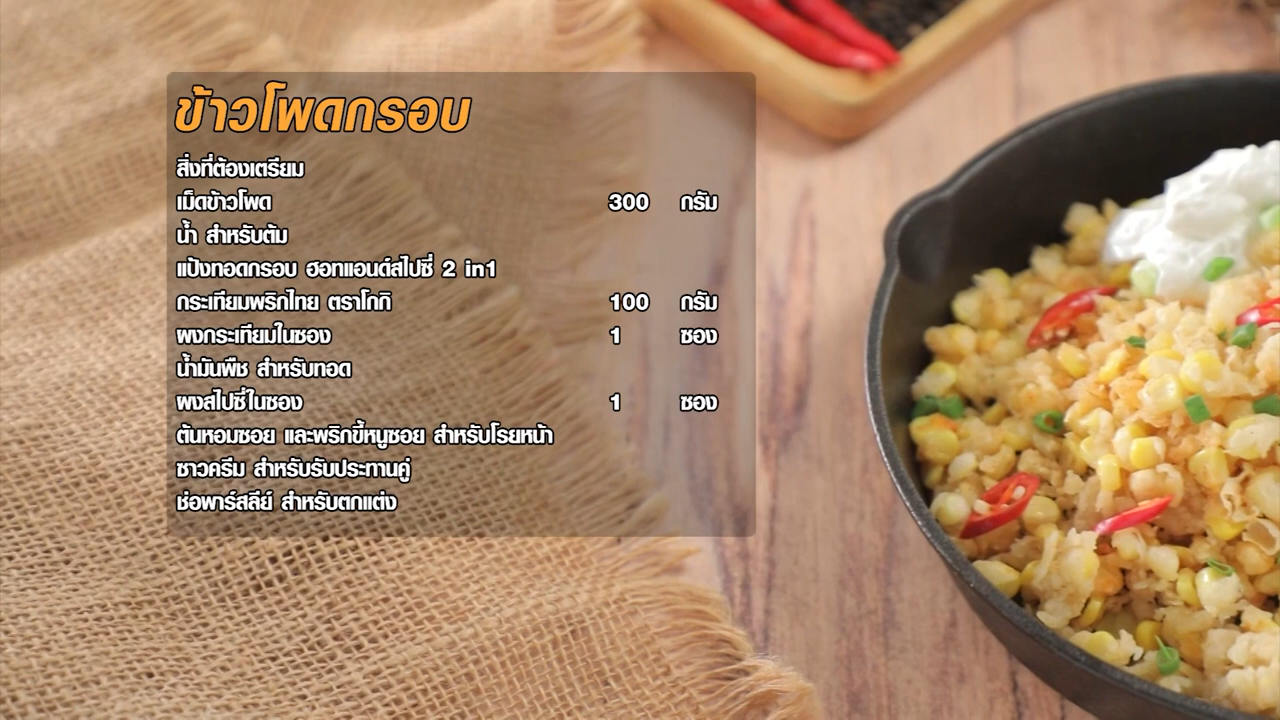 ข้าวโพดกรอบ
สิ่งที่ต้องเตรียม
เม็ดข้าวโพด 300 กรัม
น้ำ สำหรับต้ม
แป้งทอดกรอบ ฮอทแอนด์สไปซี่ 2 in1
กระเทียมพริกไทย ตราโกกิ 100 กรัม
ผงกระเทียมในซอง 1 ซอง
น้ำมันพืช สำหรับทอด
ผงสไปซี่ในซอง 1 ซอง
ต้นหอมซอย และพริกขี้หนูซอย สำหรับโรยหน้า
ซาวครีม สำหรับรับประทานคู่
ช่อพาร์สลีย์ สำหรับตกแต่ง